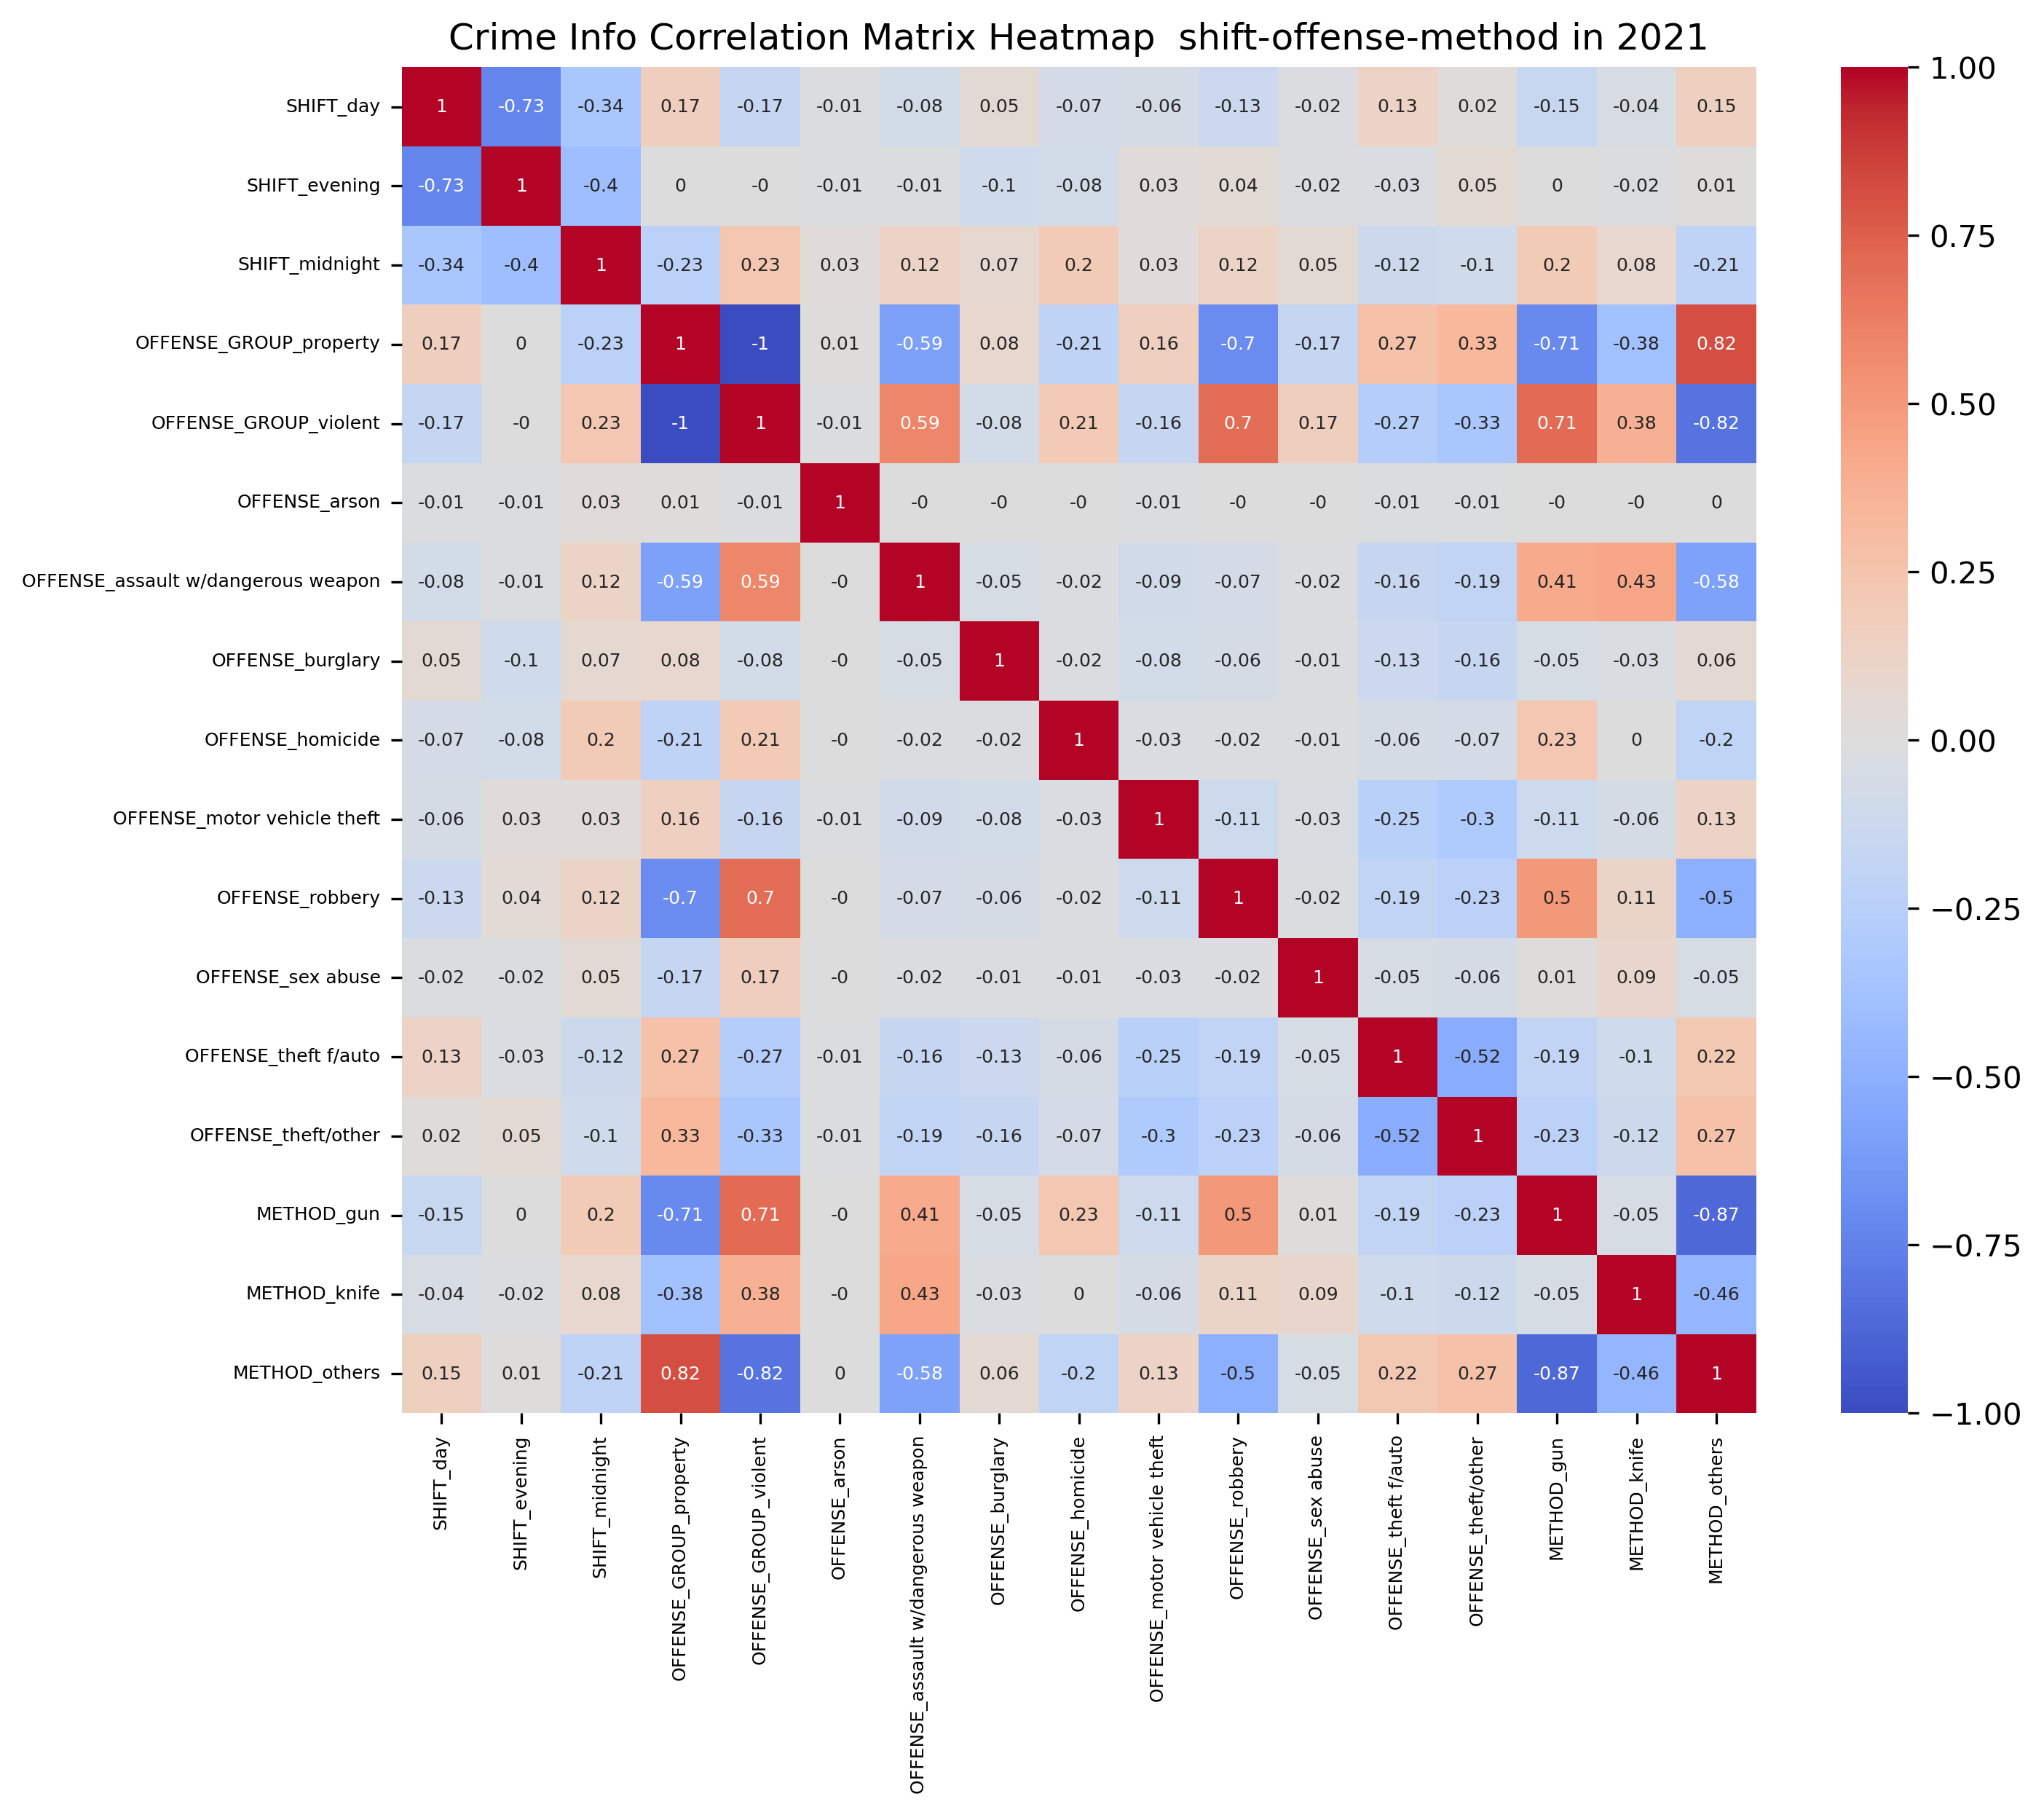 Crime Info Correlation Matrix Heatmap  shift-offense-method in 2021
SHIFT_day 1 -0.73 -0.34 0.17 -0.17 -0.01 -0.08 0.05 -0.07 -0.06 -0.13 -0.02 0.13 0.02 -0.15 -0.04 0.15
SHIFT_evening -0.73 1 -0.4 0 -0 -0.01 -0.01 -0.1 -0.08 0.03 0.04 -0.02 -0.03 0.05 0 -0.02 0.01
SHIFT_midnight -0.34 -0.4 1 -0.23 0.23 0.03 0.12 0.07 0.2 0.03 0.12 0.05 -0.12 -0.1 0.2 0.08 -0.21
OFFENSE_GROUP_property 0.17 0 -0.23 1 -1 0.01 -0.59 0.08 -0.21 0.16 -0.7 -0.17 0.27 0.33 -0.71 -0.38 0.82
OFFENSE_GROUP_violent -0.17 -0 0.23 -1 1 -0.01 0.59 -0.08 0.21 -0.16 0.7 0.17 -0.27 -0.33 0.71 0.38 -0.82
OFFENSE_arson -0.01 -0.01 0.03 0.01 -0.01 1 -0 -0 -0 -0.01 -0 -0 -0.01 -0.01 -0 -0 0
OFFENSE_assault w/dangerous weapon -0.08 -0.01 0.12 -0.59 0.59 -0 1 -0.05 -0.02 -0.09 -0.07 -0.02 -0.16 -0.19 0.41 0.43 -0.58
OFFENSE_burglary 0.05 -0.1 0.07 0.08 -0.08 -0 -0.05 1 -0.02 -0.08 -0.06 -0.01 -0.13 -0.16 -0.05 -0.03 0.06
OFFENSE_homicide -0.07 -0.08 0.2 -0.21 0.21 -0 -0.02 -0.02 1 -0.03 -0.02 -0.01 -0.06 -0.07 0.23 0 -0.2
OFFENSE_motor vehicle theft -0.06 0.03 0.03 0.16 -0.16 -0.01 -0.09 -0.08 -0.03 1 -0.11 -0.03 -0.25 -0.3 -0.11 -0.06 0.13
OFFENSE_robbery -0.13 0.04 0.12 -0.7 0.7 -0 -0.07 -0.06 -0.02 -0.11 1 -0.02 -0.19 -0.23 0.5 0.11 -0.5
OFFENSE_sex abuse -0.02 -0.02 0.05 -0.17 0.17 -0 -0.02 -0.01 -0.01 -0.03 -0.02 1 -0.05 -0.06 0.01 0.09 -0.05
OFFENSE_theft f/auto 0.13 -0.03 -0.12 0.27 -0.27 -0.01 -0.16 -0.13 -0.06 -0.25 -0.19 -0.05 1 -0.52 -0.19 -0.1 0.22
OFFENSE_theft/other 0.02 0.05 -0.1 0.33 -0.33 -0.01 -0.19 -0.16 -0.07 -0.3 -0.23 -0.06 -0.52 1 -0.23 -0.12 0.27
METHOD_gun -0.15 0 0.2 -0.71 0.71 -0 0.41 -0.05 0.23 -0.11 0.5 0.01 -0.19 -0.23 1 -0.05 -0.87
METHOD_knife -0.04 -0.02 0.08 -0.38 0.38 -0 0.43 -0.03 0 -0.06 0.11 0.09 -0.1 -0.12 -0.05 1 -0.46
METHOD_others 0.15 0.01 -0.21 0.82 -0.82 0 -0.58 0.06 -0.2 0.13 -0.5 -0.05 0.22 0.27 -0.87 -0.46 1
SHIFT_day
SHIFT_evening
SHIFT_midnight
OFFENSE_GROUP_property
OFFENSE_GROUP_violent
OFFENSE_arson
OFFENSE_assault w/dangerous weapon
OFFENSE_burglary
OFFENSE_homicide
OFFENSE_motor vehicle theft
OFFENSE_robbery
OFFENSE_sex abuse
OFFENSE_theft f/auto
OFFENSE_theft/other
METHOD_gun
METHOD_knife
METHOD_others
1.00
0.75
0.50
0.25
0.00
−0.25
−0.50
−0.75
−1.00